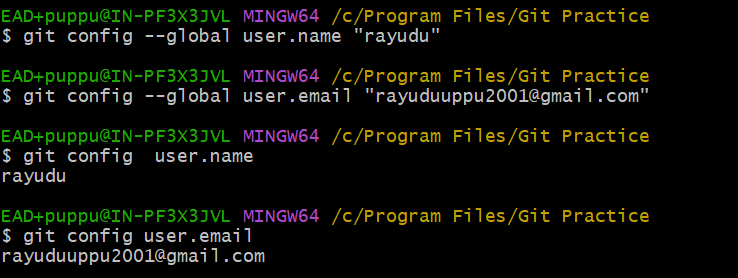 EAD+puppu@IN-PF3X3JVL MINGW64 /c/Program Files/Git Practice
$ git config --global user.name "rayudu"
EAD+puppu@IN-PF3X3JVL MINGW64 /c/Program Files/Git Practice
$ git config --global user.email "rayuduuppu2001@gmail.com"
EAD+puppu@IN-PF3X3JVL MINGW64 /c/Program Files/Git Practice
$ git config  user.name
rayudu
EAD+puppu@IN-PF3X3JVL MINGW64 /c/Program Files/Git Practice
$ git config user.email
rayuduuppu2001@gmail.com